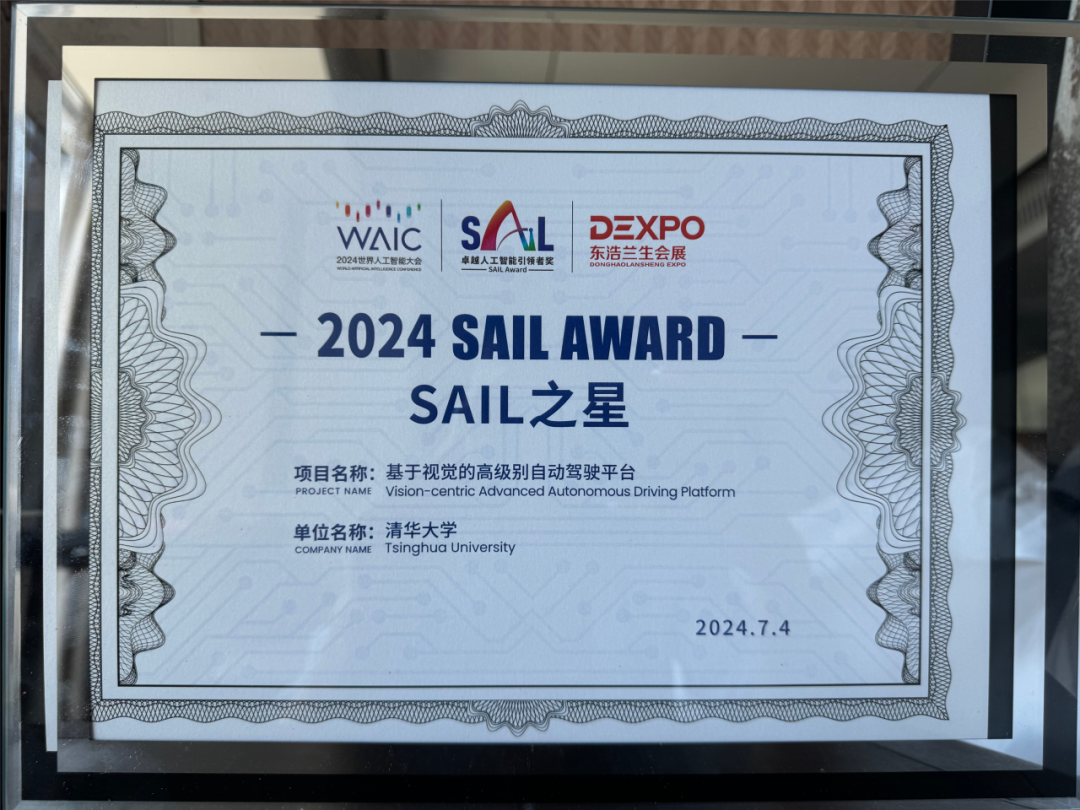 WAIC
2024世界人工智能大会
WORLD ARTIFICIAL INTELLIGENCE CONFERENCE
SAIL
卓越人工智能引领者奖
SAIL Award
DEXPO
东浩兰生会展
DONGHAOLANSHENG EXPO
2024 SAIL AWARD
SAIL之星
项目名称：基于视觉的高级别自动驾驶平台
PROJECT NAME Vision-centric Advanced Autonomous Driving Platform
单位名称：清华大学
COMPANY NAME Tsinghua University
2024.7.4